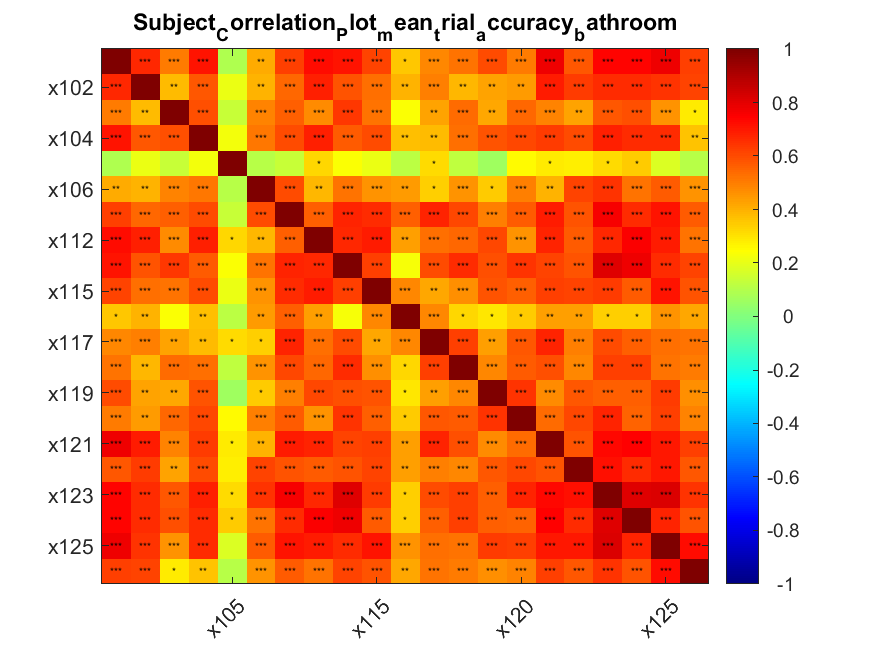 Subject_Correlation_Plot_mean_trial_accuracy_bathroom
x102
x104
x106
x112
x115
x117
x119
x121
x123
x125
x105
x115
x120
x125
1
0.8
0.6
0.4
0.2
0
-0.2
-0.4
-0.6
-0.8
-1